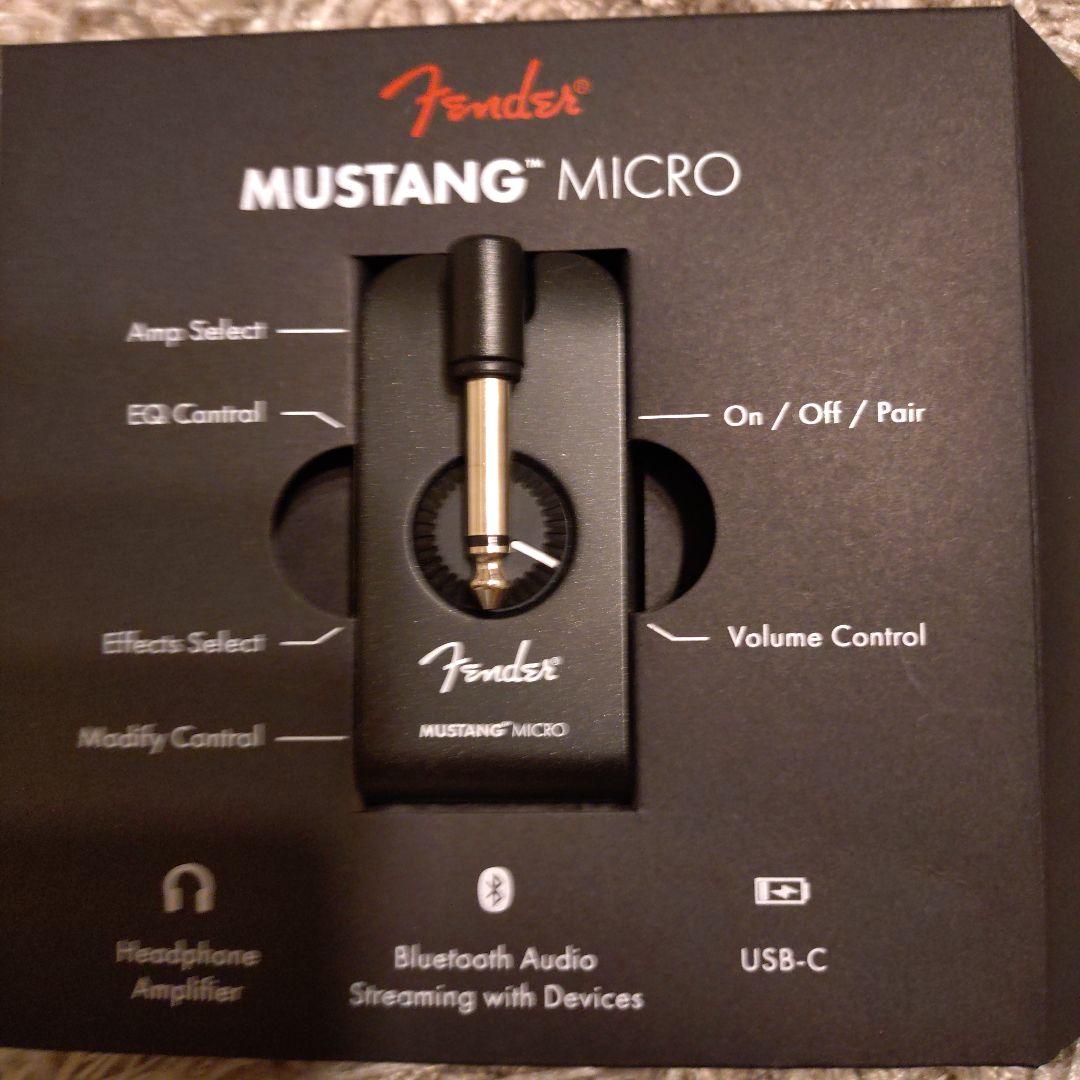 Fender®
MUSTANG™ MICRO
Amp Select
EQ Control
On / Off / Pair
Effects Select
Volume Control
Modify Control
Fender®
MUSTANG™ MICRO
Headphone
Amplifier
Bluetooth Audio
Streaming with Devices
USB-C